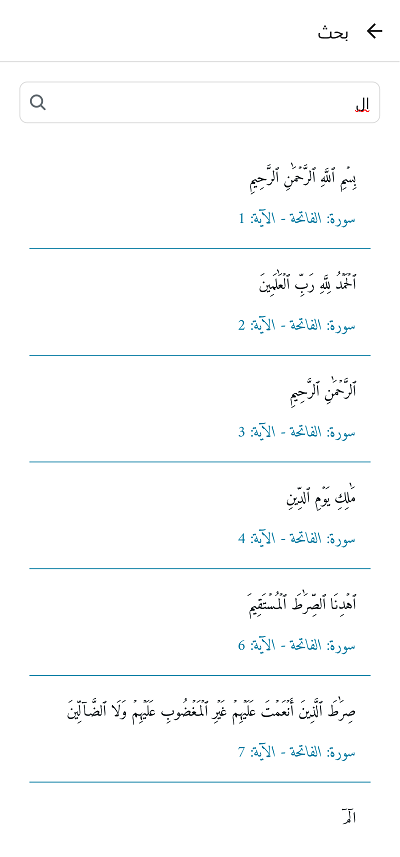 بحث
ال
بِسۡمِ ٱللَّهِ ٱلرَّحۡمَٰنِ ٱلرَّحِيمِ
سورة: الفاتحة - الآية: 1
ٱلۡحَمۡدُ لِلَّهِ رَبِّ ٱلۡعَٰلَمِينَ
سورة: الفاتحة - الآية: 2
ٱلرَّحۡمَٰنِ ٱلرَّحِيمِ
سورة: الفاتحة - الآية: 3
مَٰلِكِ يَوۡمِ ٱلدِّينِ
سورة: الفاتحة - الآية: 4
ٱهۡدِنَا ٱلصِّرَٰطَ ٱلۡمُسۡتَقِيمَ
سورة: الفاتحة - الآية: 6
صِرَٰطَ ٱلَّذِينَ أَنۡعَمۡتَ عَلَيۡهِمۡ غَيۡرِ ٱلۡمَغۡضُوبِ عَلَيۡهِمۡ وَلَا ٱلضَّآلِّينَ
سورة: الفاتحة - الآية: 7
الٓمٓ